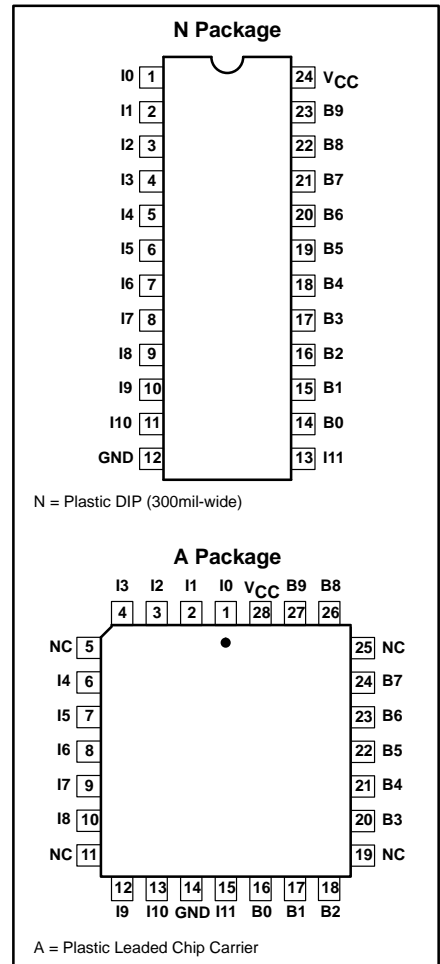 N Package
I0 1 24 VCC
I1 2 23 B9
I2 3 22 B8
I3 4 21 B7
I4 5 20 B6
I5 6 19 B5
I6 7 18 B4
I7 8 17 B3
I8 9 16 B2
I9 10 15 B1
I10 11 14 B0
GND 12 13 I11
N = Plastic DIP (300mil-wide)
A Package
I3 I2 I1 I0 VCC B9 B8
4 3 2 1 28 27 26
NC 5 25 NC
I4 6 24 B7
I5 7 23 B6
I6 8 22 B5
I7 9 21 B4
I8 10 20 B3
NC 11 19 NC
12 13 14 15 16 17 18
I9 I10 GND I11 B0 B1 B2
A = Plastic Leaded Chip Carrier